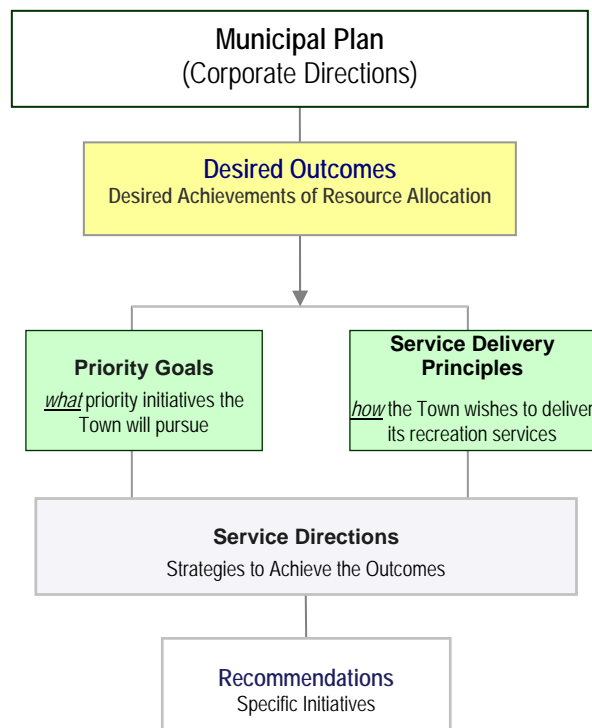 Municipal Plan
(Corporate Directions)
Desired Outcomes
Desired Achievements of Resource Allocation
Priority Goals
what priority initiatives the
Town will pursue
Service Delivery
Principles
how the Town wishes to deliver
its recreation services
Service Directions
Strategies to Achieve the Outcomes
Recommendations
Specific Initiatives